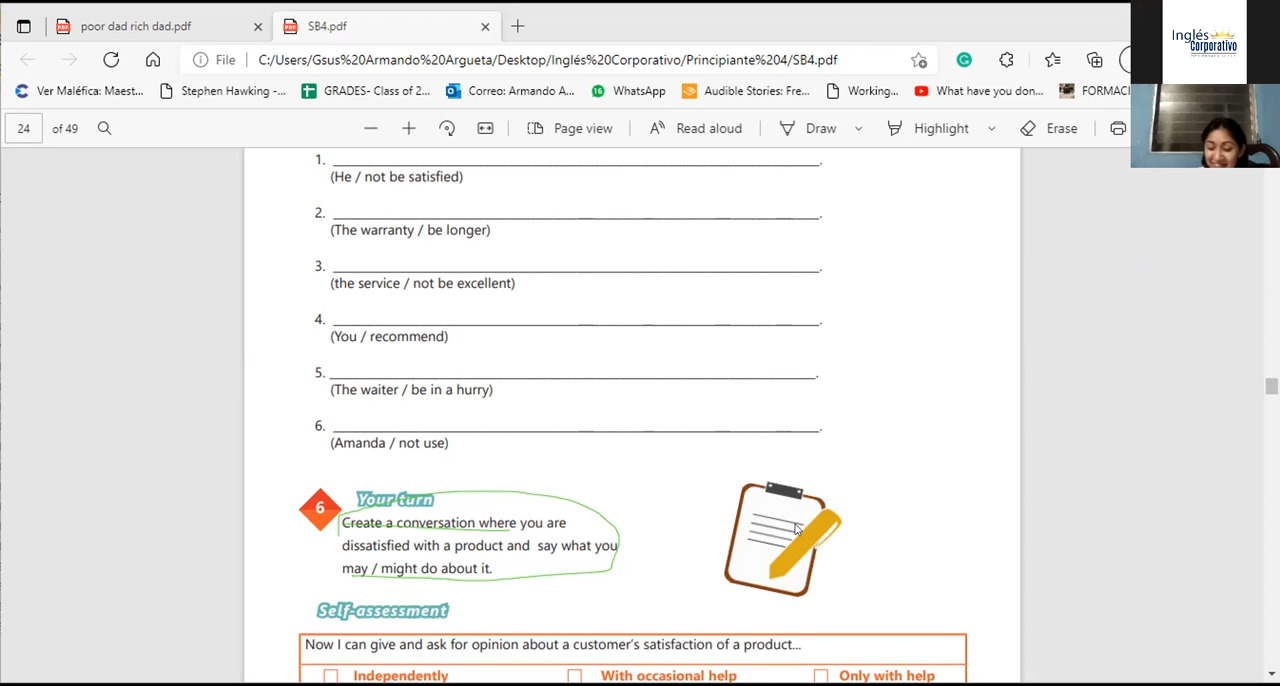 poor dad rich dad.pdf
SB4.pdf
File
C:/Users/Gsus%20Armando%20Argueta/Desktop/Inglés%20Corporativo/Principiante%204/SB4.pdf
Ver Maléfica: Maest...
Stephen Hawking -...
GRADES- Class of 2...
Correo: Armando A...
WhatsApp
Audible Stories: Fre...
Working...
What have you don...
FORMACI
24 of 49
Page view
Read aloud
Draw
Highlight
Erase
Inglés
Corporativo
1. ______.
(He / not be satisfied)
2. ______.
(The warranty / be longer)
3. ______.
(the service / not be excellent)
4. ______.
(You / recommend)
5. ______.
(The waiter / be in a hurry)
6. ______.
(Amanda / not use)
6 Your turn
Create a conversation where you are
dissatisfied with a product and say what you
may / might do about it.
Self-assessment
Now I can give and ask for opinion about a customer's satisfaction of a product...
Independently
With occasional help
Only with help